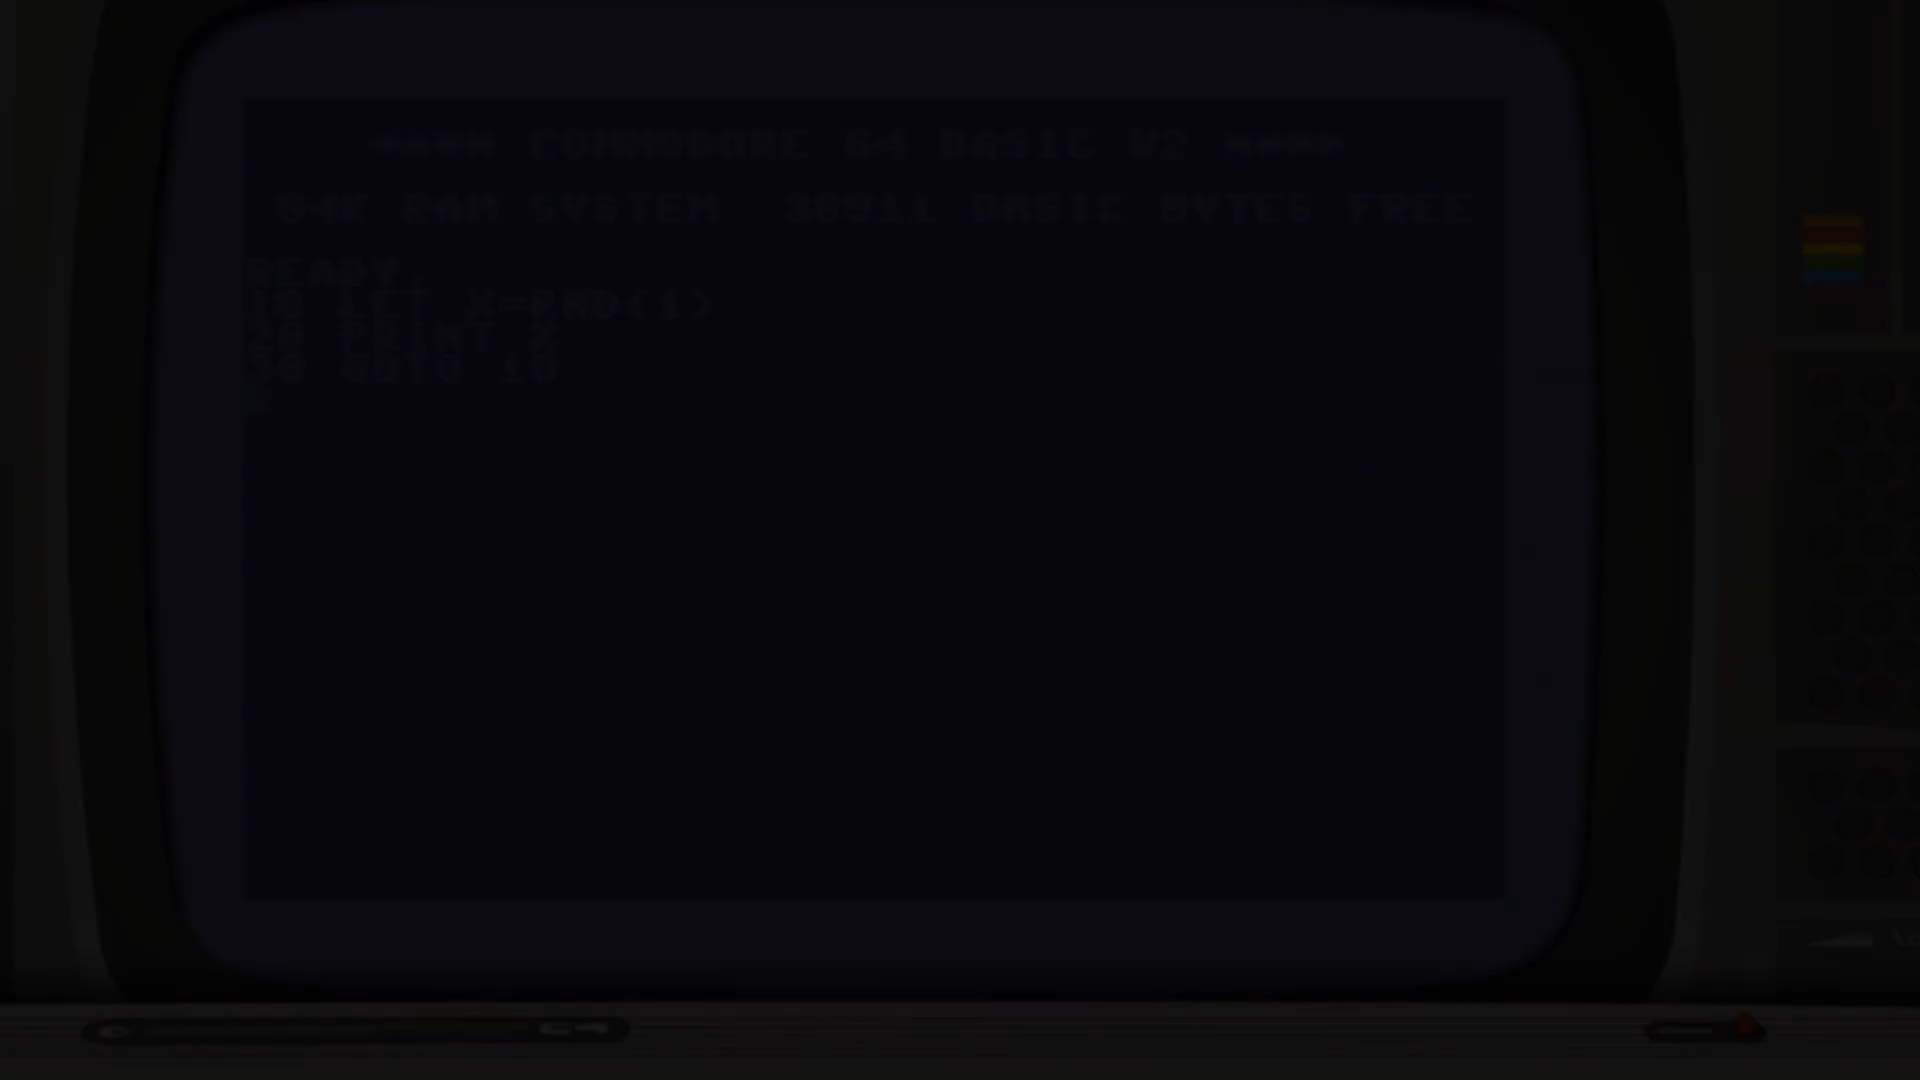 **** COMMODORE 64 BASIC V2 ****
64K RAM SYSTEM  38911 BASIC BYTES FREE
READY.
10 LET X=RND(1)
20 PRINT X
30 GOTO 10